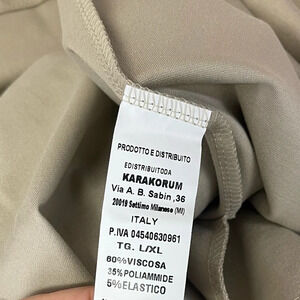 PRODOTTO E DISTRIBUITO
EDISTRIBUITODA
KARAKORUM
Via A. B. Sabin ,36
20019 Settimo Milanese (MI)
ITALY
P.IVA 04540630961
TG. L/XL
60%VISCOSA
35%POLIAMMIDE
5%ELASTICO